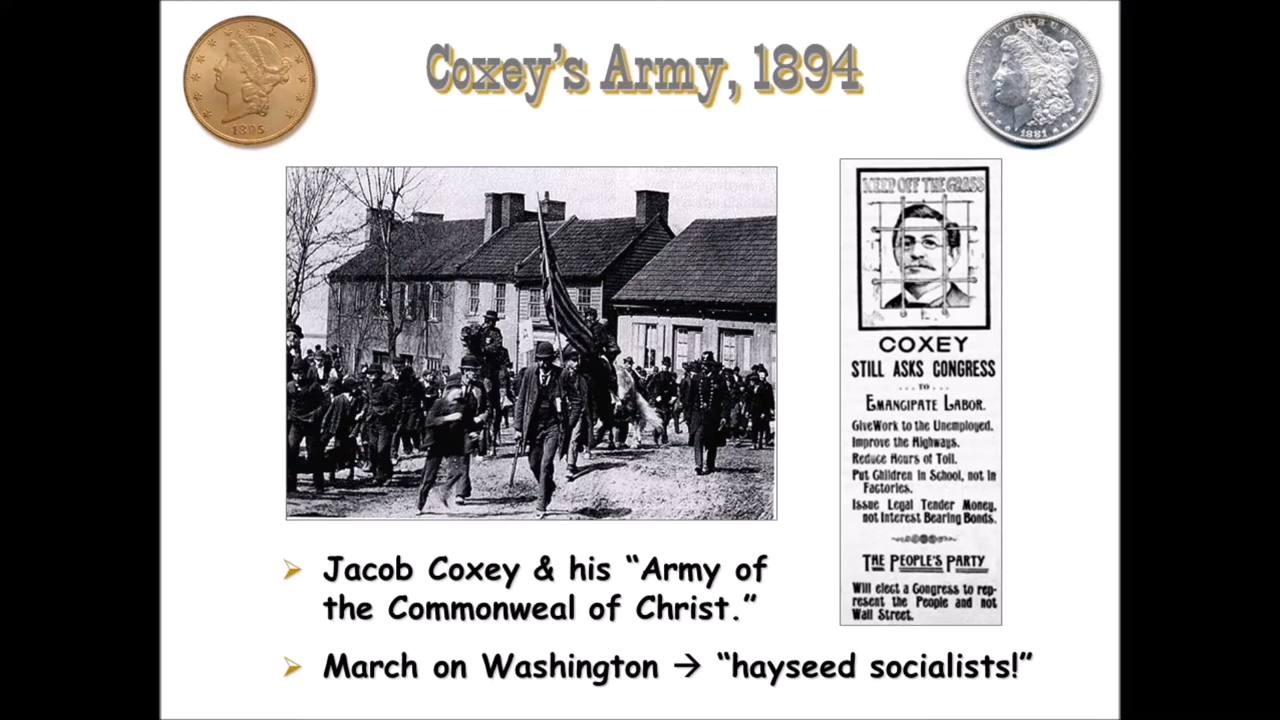 Coxey's Army, 1894
1895
PLURIBUS UNUM
1881
KEEP OFF THE GRASS
COXEY
STILL ASKS CONGRESS
...TO...
EMANCIPATE LABOR.
Give Work to the Unemployed.
Improve the Highways.
Reduce Hours of Toil.
Put Children in School, not in
Factories.
Issue Legal Tender Money,
not Interest Bearing Bonds.
THE PEOPLE'S PARTY
Will elect a Congress to rep-
resent the People and not
Wall Street.
Jacob Coxey & his “Army of
the Commonweal of Christ.”
March on Washington → “hayseed socialists!”